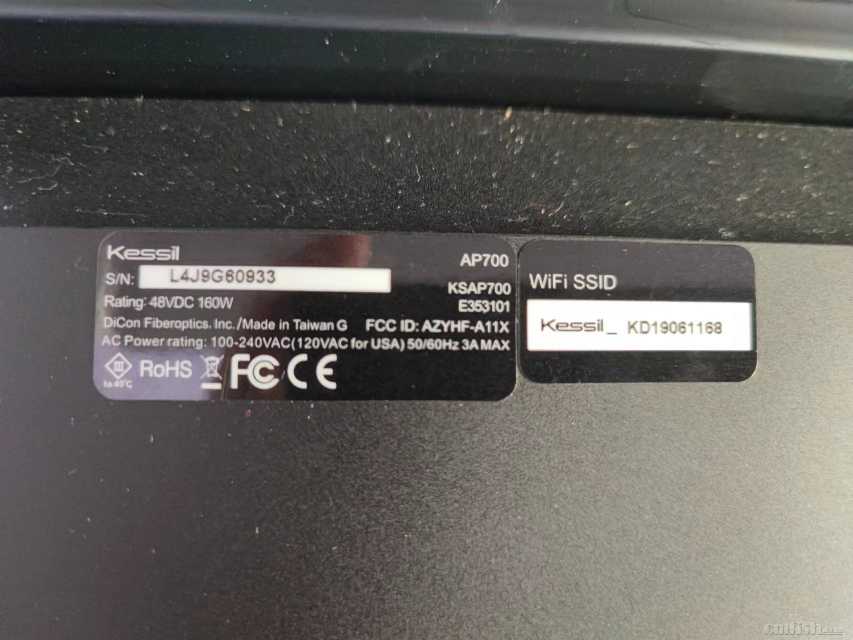 Kessil
AP700
S/N: L4J9G60933
KSAP700
Rating: 48VDC 160W
E353101
DiCon Fiberoptics. Inc./Made in Taiwan G FCC ID: AZYHF-A11X
AC Power rating: 100-240VAC(120VAC for USA) 50/60Hz 3A MAX
RoHS FC CE
ta40°C
WiFi SSID
Kessil_ KD19061168